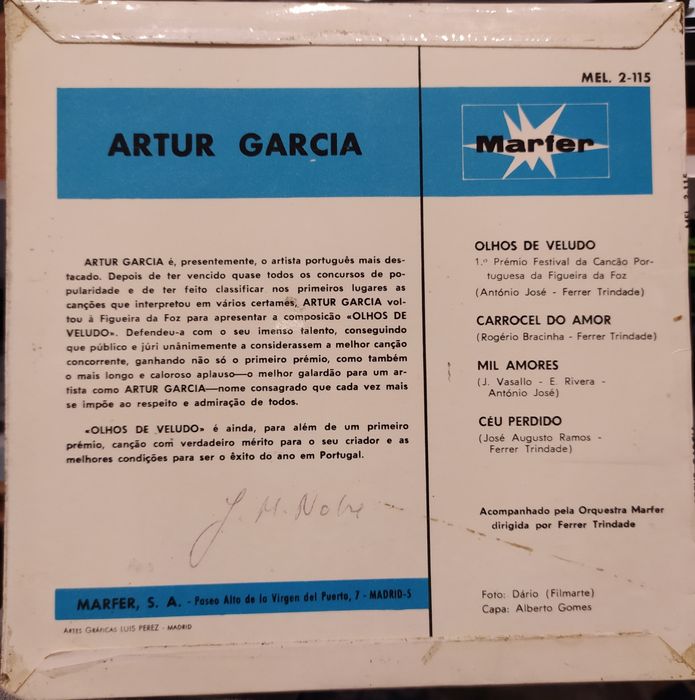 MEL. 2-115
ARTUR GARCIA
Marfer
ARTUR GARCIA é, presentemente, o artista português mais des-
tacado. Depois de ter vencido quase todos os concursos de po-
pularidade e de ter feito classificar nos primeiros lugares as
canções que interpretou em vários certames, ARTUR GARCIA vol-
tou à Figueira da Foz para apresentar a composicão «OLHOS DE
VELUDO». Defendeu-a com o seu imenso talento, conseguindo
que público e júri unânimemente a considerassem a melhor canção
concorrente, ganhando não só o primeiro prémio, como também
o mais longo e caloroso aplauso—o melhor galardão para um ar-
tista como ARTUR GARCIA—nome consagrado que cada vez mais
se impõe ao respeito e admiração de todos.
«OLHOS DE VELUDO» é ainda, para além de um primeiro
prémio, canção com verdadeiro mérito para o seu criador e as
melhores condições para ser o êxito do ano em Portugal.
J. M. Nobre
MARFER, S. A. - Paseo Alto de la Virgen del Puerto, 7 - MADRID-5
ARTES GRÁFICAS LUIS PEREZ - MADRID
OLHOS DE VELUDO
1.º Prémio Festival da Cancão Por-
tuguesa da Figueira da Foz
(António José - Ferrer Trindade)
CARROCEL DO AMOR
(Rogério Bracinha - Ferrer Trindade)
MIL AMORES
(J. Vasallo - E. Rivera -
António José)
CÉU PERDIDO
(José Augusto Ramos -
Ferrer Trindade)
Acompanhado pela Orquestra Marfer
dirigida por Ferrer Trindade
Foto: Dário (Filmarte)
Capa: Alberto Gomes
MEL. 2-115